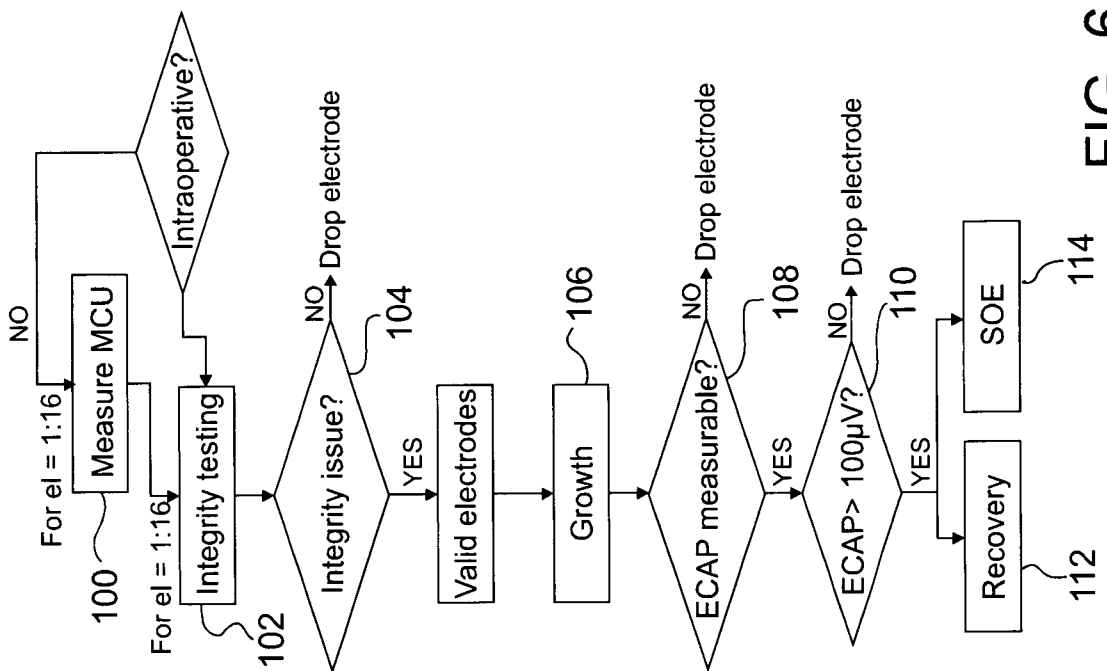 Intraoperative?
NO
For el = 1:16
Measure MCU
100
For el = 1:16
Integrity testing
102
Integrity issue?
104
NO
Drop electrode
YES
Valid electrodes
Growth
106
ECAP measurable?
108
NO
Drop electrode
YES
ECAP> 100µV?
110
NO
Drop electrode
YES
Recovery
112
SOE
114
FIG. 6